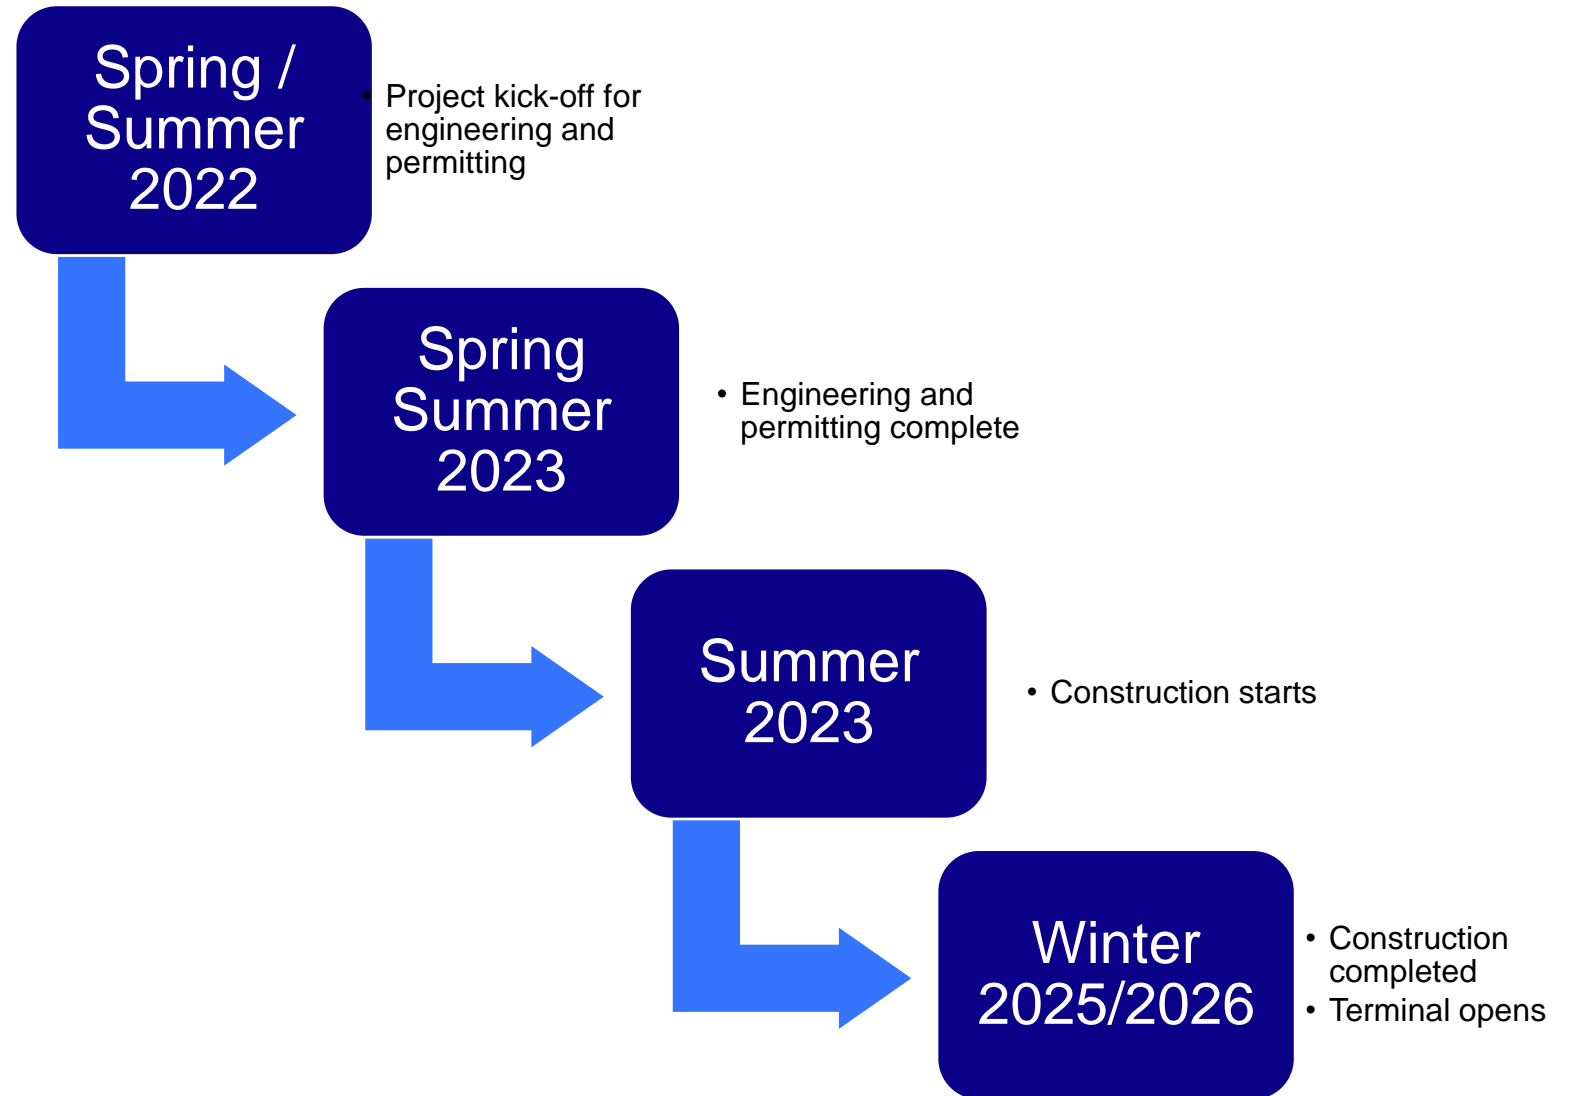 Spring /
Summer
2022
• Project kick-off for
engineering and
permitting
Spring
Summer
2023
• Engineering and
permitting complete
Summer
2023
• Construction starts
Winter
2025/2026
• Construction
completed
• Terminal opens